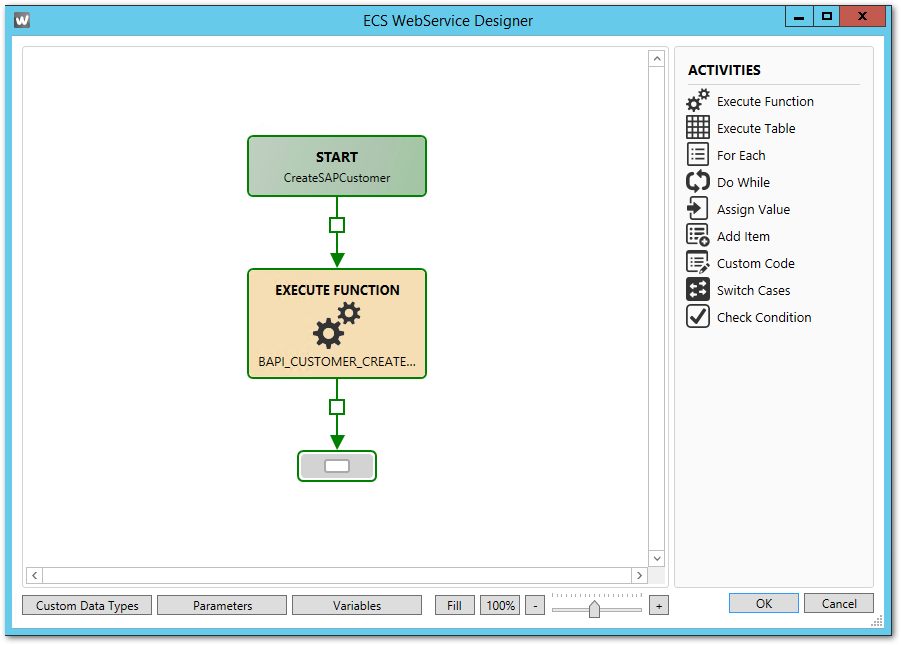 W
ECS WebService Designer
START
CreateSAPCustomer
EXECUTE FUNCTION
BAPI_CUSTOMER_CREATE...
ACTIVITIES
Execute Function
Execute Table
For Each
Do While
Assign Value
Add Item
Custom Code
Switch Cases
Check Condition
Custom Data Types
Parameters
Variables
Fill
100%
-
+
OK
Cancel